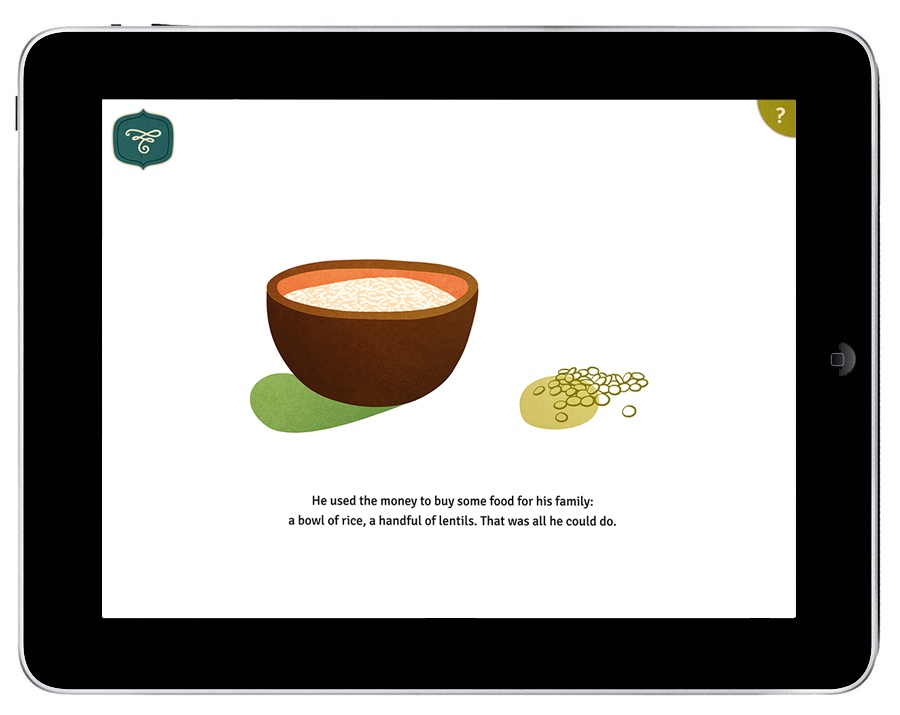 ?
He used the money to buy some food for his family:
a bowl of rice, a handful of lentils. That was all he could do.